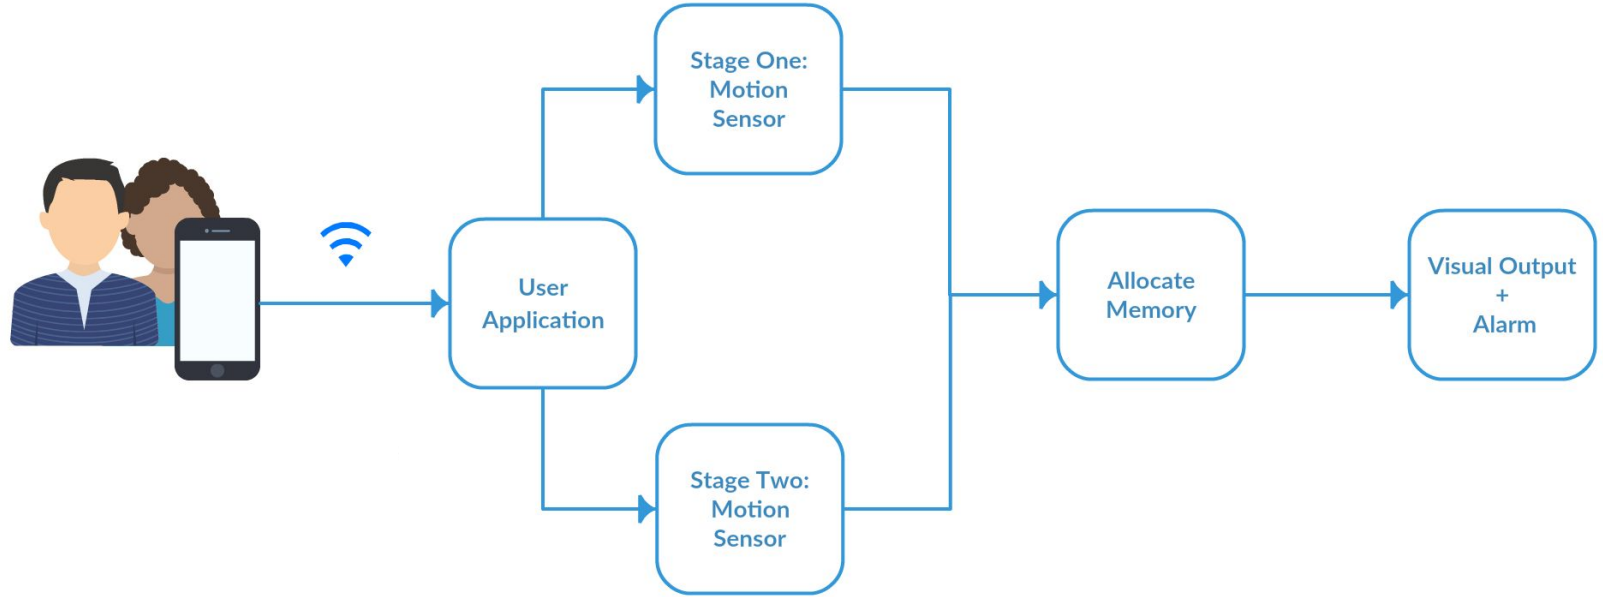 Stage One:
Motion
Sensor
User
Application
Allocate
Memory
Visual Output
+
Alarm
Stage Two:
Motion
Sensor